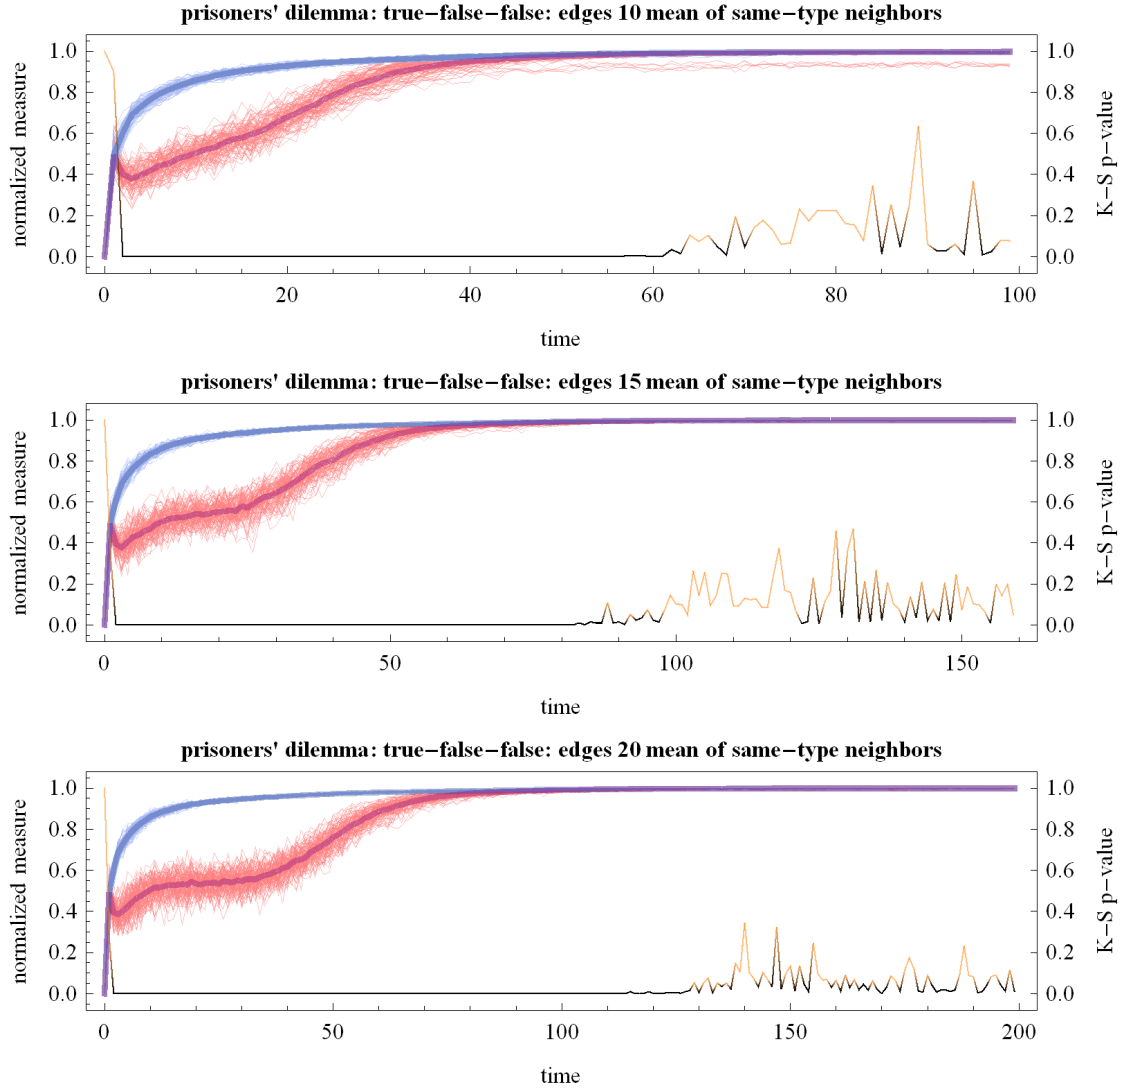 prisoners' dilemma: true−false−false: edges 10 mean of same−type neighbors
1.0 1.0
0.8 0.8
0.6 0.6
0.4 0.4
0.2 0.2
0.0 0.0
normalized measure
K−S p−value
0 20 40 60 80 100
time
prisoners' dilemma: true−false−false: edges 15 mean of same−type neighbors
1.0 1.0
0.8 0.8
0.6 0.6
0.4 0.4
0.2 0.2
0.0 0.0
normalized measure
K−S p−value
0 50 100 150
time
prisoners' dilemma: true−false−false: edges 20 mean of same−type neighbors
1.0 1.0
0.8 0.8
0.6 0.6
0.4 0.4
0.2 0.2
0.0 0.0
normalized measure
K−S p−value
0 50 100 150 200
time